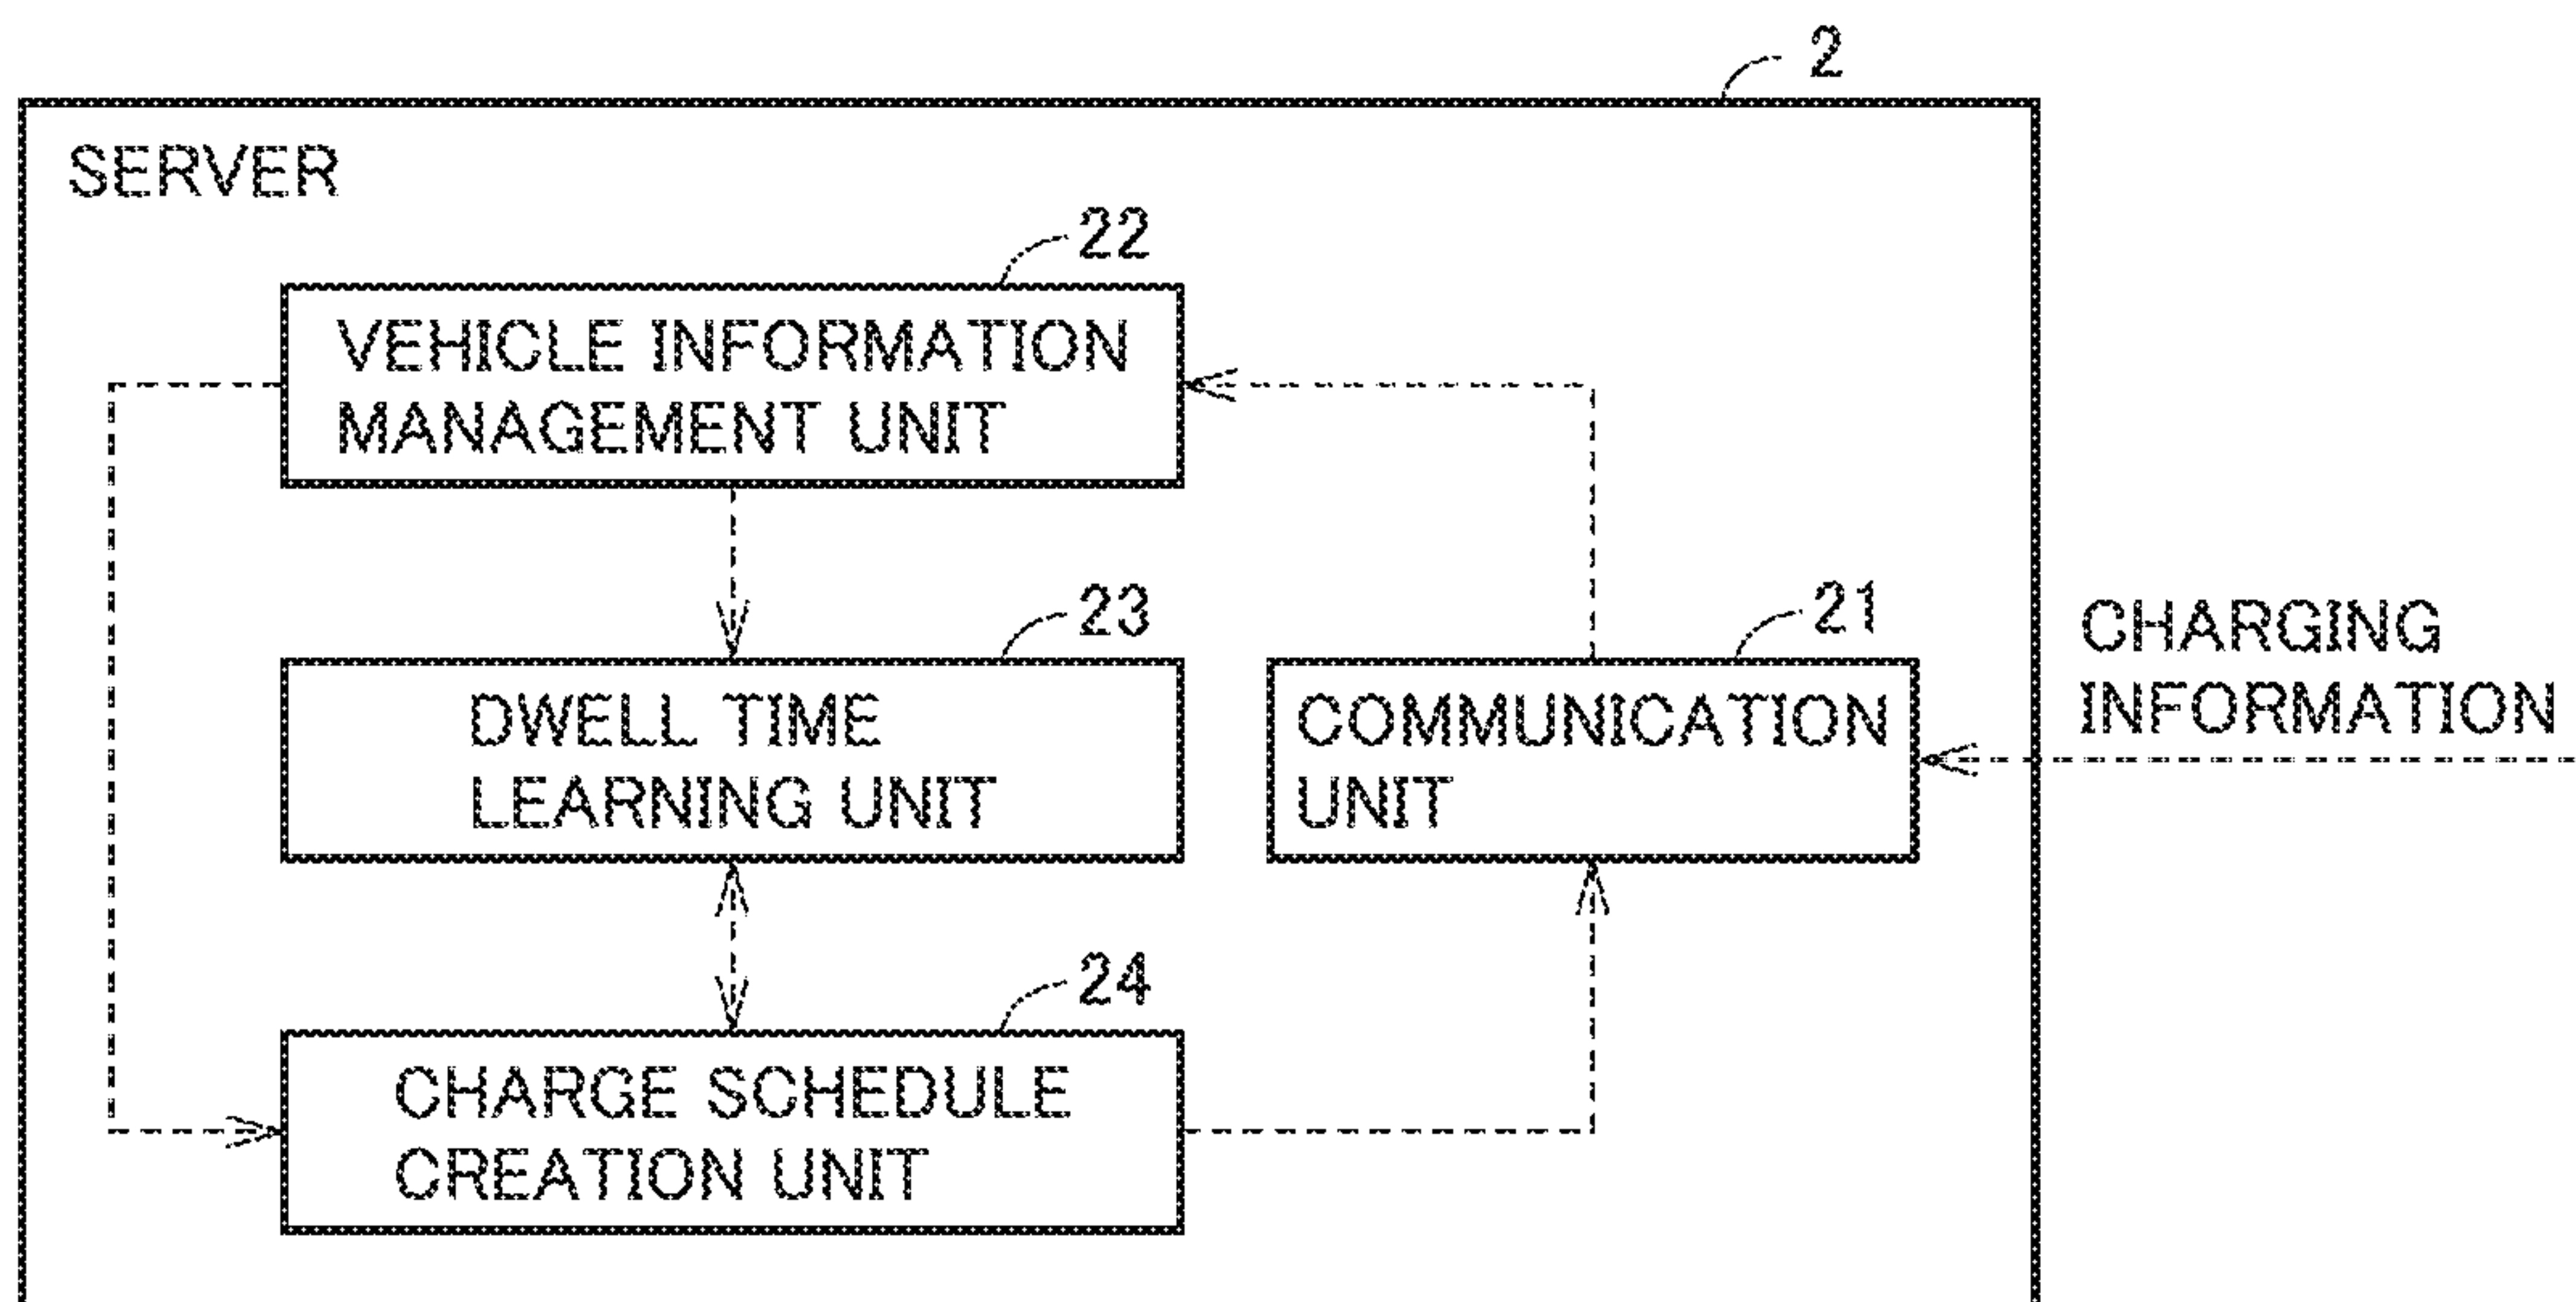 2
SERVER
22
VEHICLE INFORMATION
MANAGEMENT UNIT
23
DWELL TIME
LEARNING UNIT
21
COMMUNICATION
UNIT
CHARGING
INFORMATION
24
CHARGE SCHEDULE
CREATION UNIT